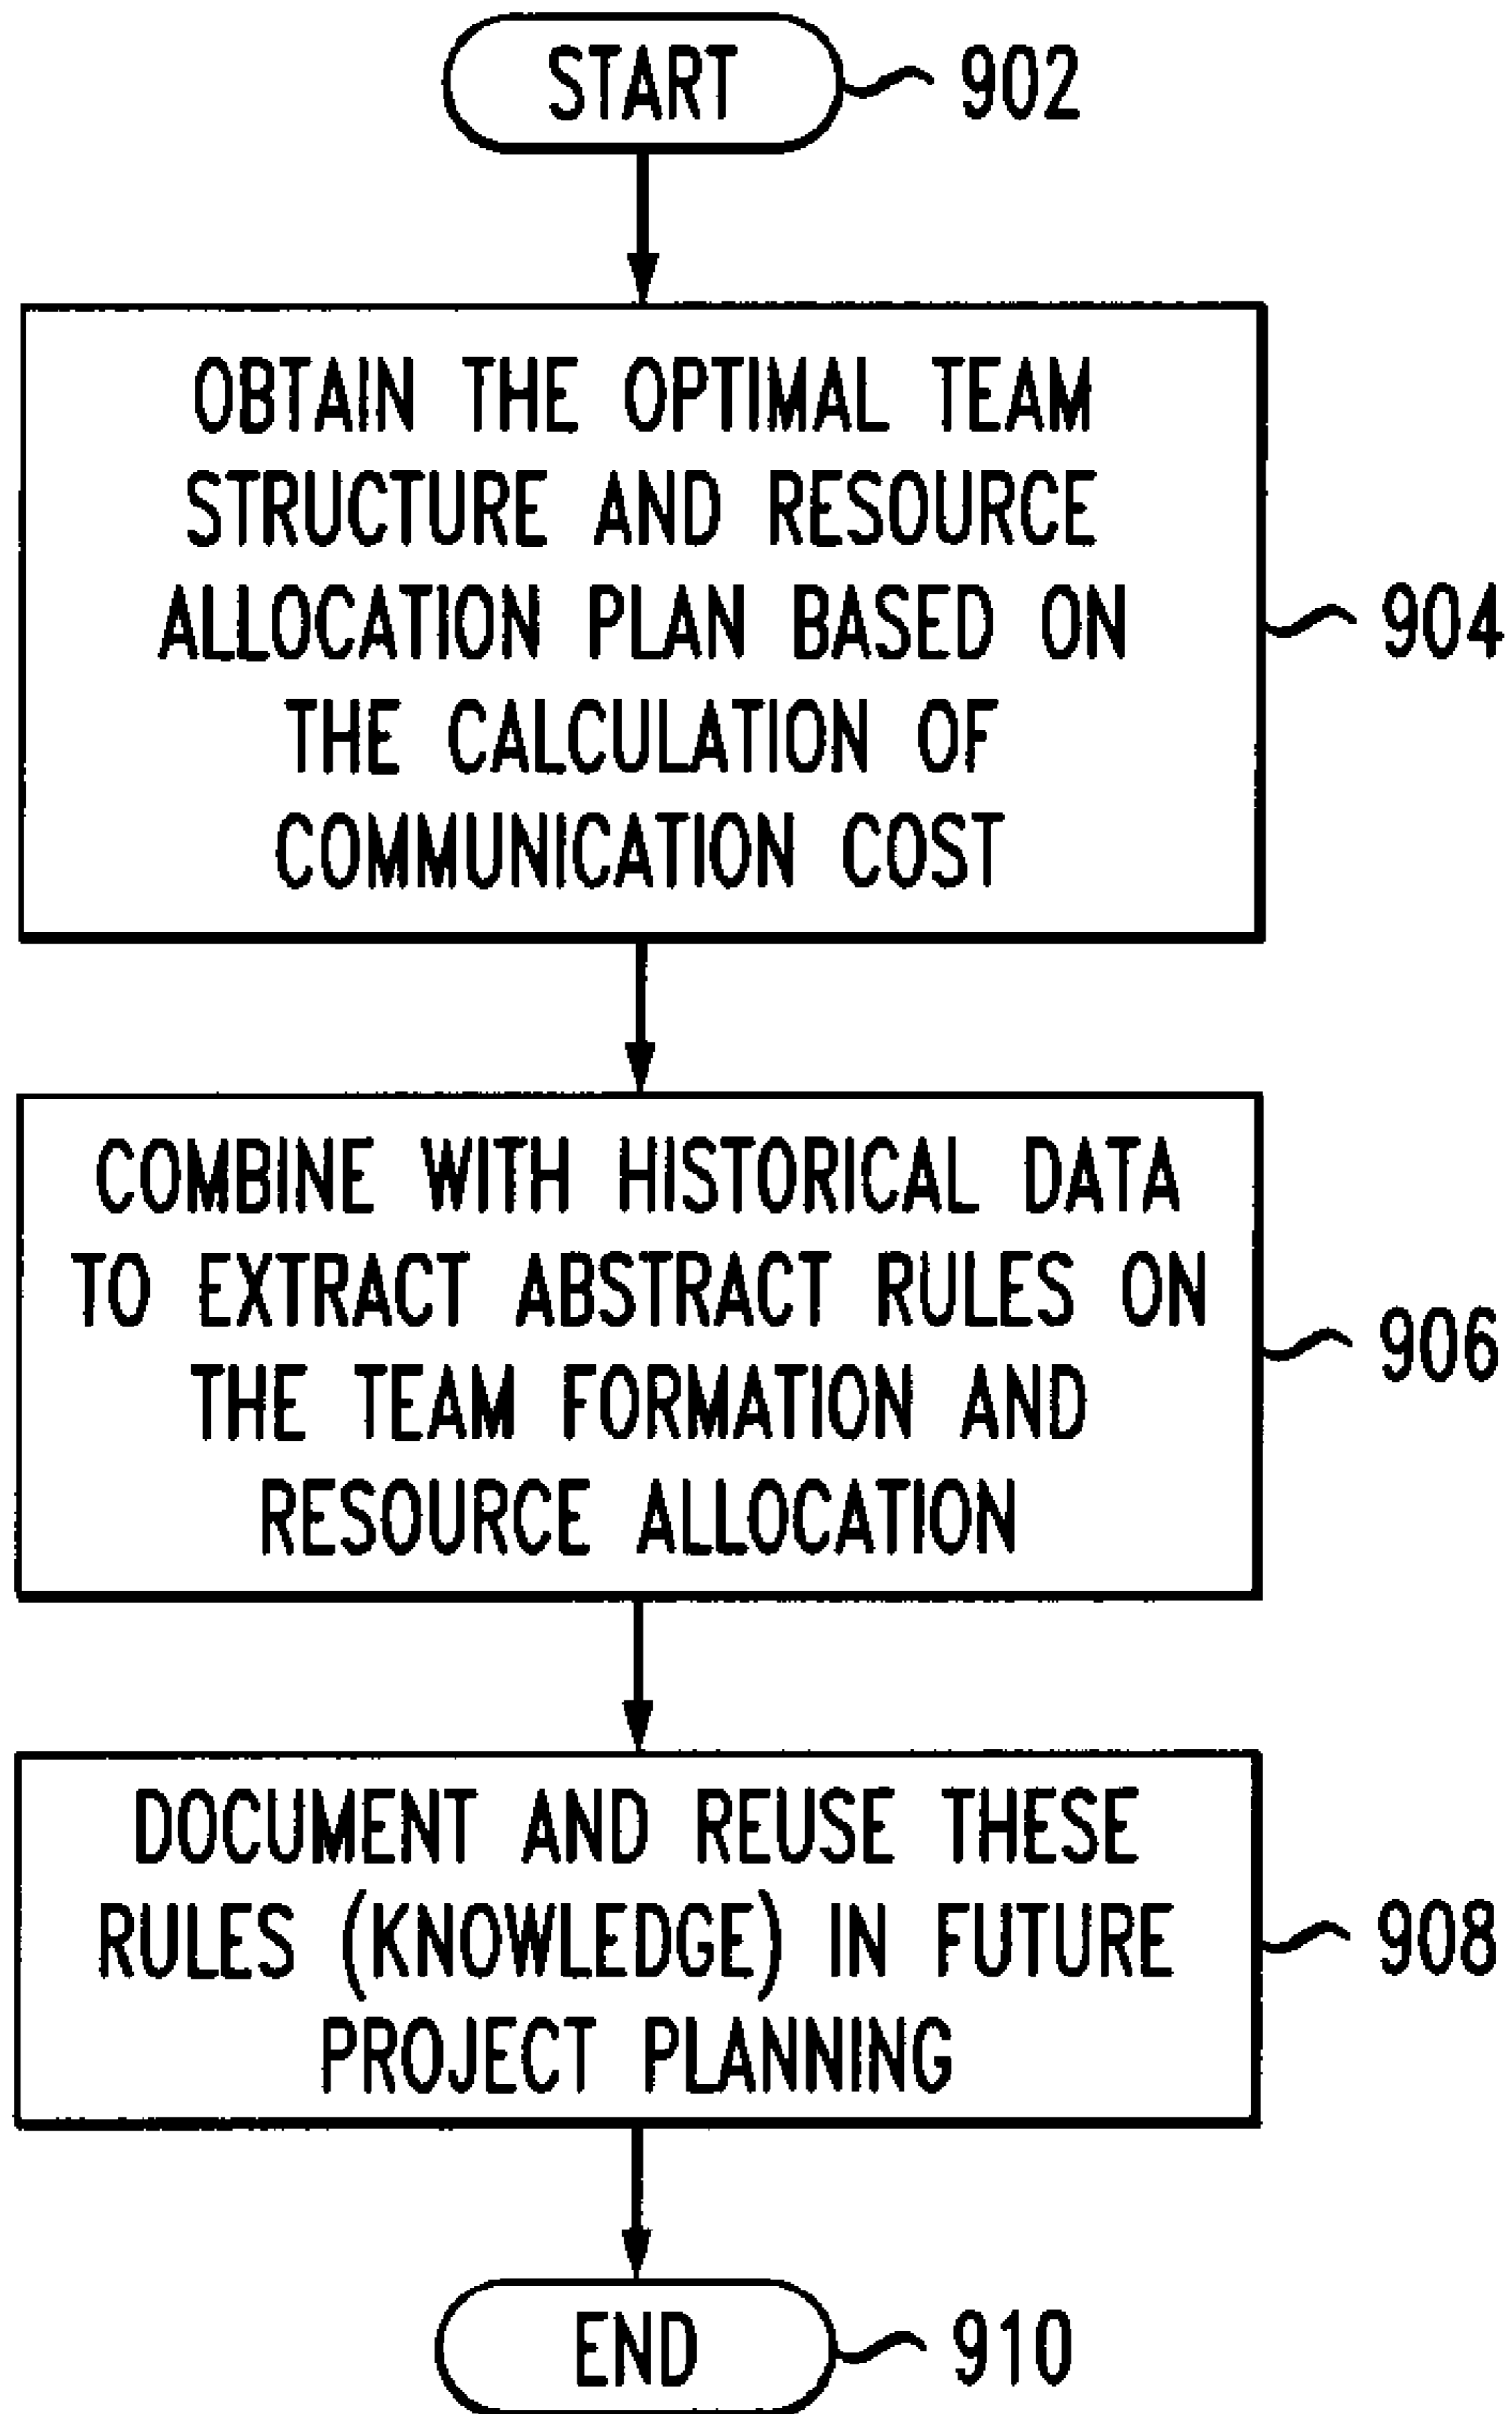 START
902
OBTAIN THE OPTIMAL TEAM
STRUCTURE AND RESOURCE
ALLOCATION PLAN BASED ON
THE CALCULATION OF
COMMUNICATION COST
904
COMBINE WITH HISTORICAL DATA
TO EXTRACT ABSTRACT RULES ON
THE TEAM FORMATION AND
RESOURCE ALLOCATION
906
DOCUMENT AND REUSE THESE
RULES (KNOWLEDGE) IN FUTURE
PROJECT PLANNING
908
END
910